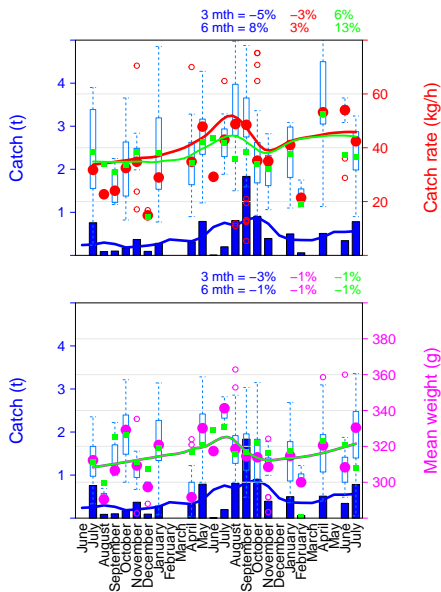 3 mth = −5% −3% 6%
6 mth = 8% 3% 13%
Catch (t)
5
4
3
2
1
60
40
20
Catch rate (kg/h)
3 mth = −3% −1% −1%
6 mth = −1% −1% −1%
Catch (t)
5
4
3
2
1
380
360
340
320
300
Mean weight (g)
June
July
August
September
October
November
December
January
February
March
April
May
June
July
August
September
October
November
December
January
February
March
April
May
June
July